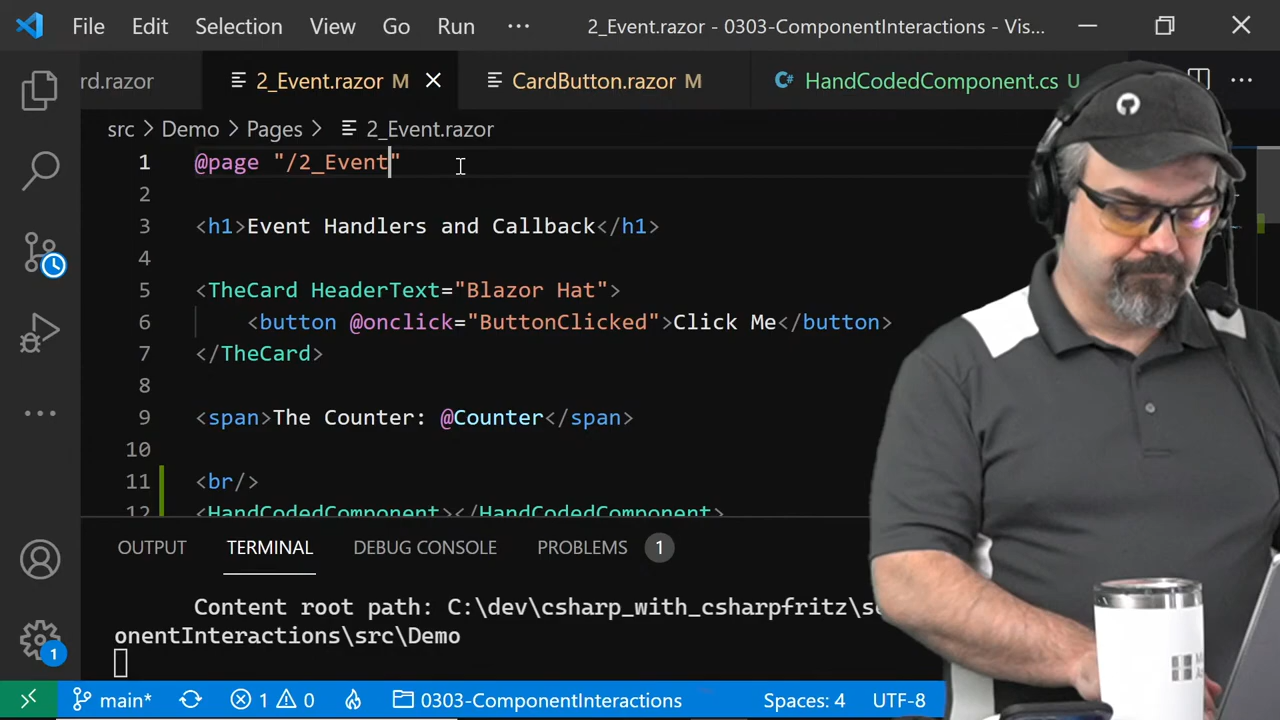 File Edit Selection View Go Run ··· 2_Event.razor - 0303-ComponentInteractions - Vis...
rd.razor 2_Event.razor M CardButton.razor M C# HandCodedComponent.cs U ···
src > Demo > Pages > 2_Event.razor
1 @page "/2_Event"
2
3 <h1>Event Handlers and Callback</h1>
4
5 <TheCard HeaderText="Blazor Hat">
6 <button @onclick="ButtonClicked">Click Me</button>
7 </TheCard>
8
9 <span>The Counter: @Counter</span>
10
11 <br/>
12 <HandCodedComponent></HandCodedComponent>
OUTPUT TERMINAL DEBUG CONSOLE PROBLEMS 1
Content root path: C:\dev\csharp_with_csharpfritz\se
onentInteractions\src\Demo
1
main* 1 0 0303-ComponentInteractions Spaces: 4 UTF-8